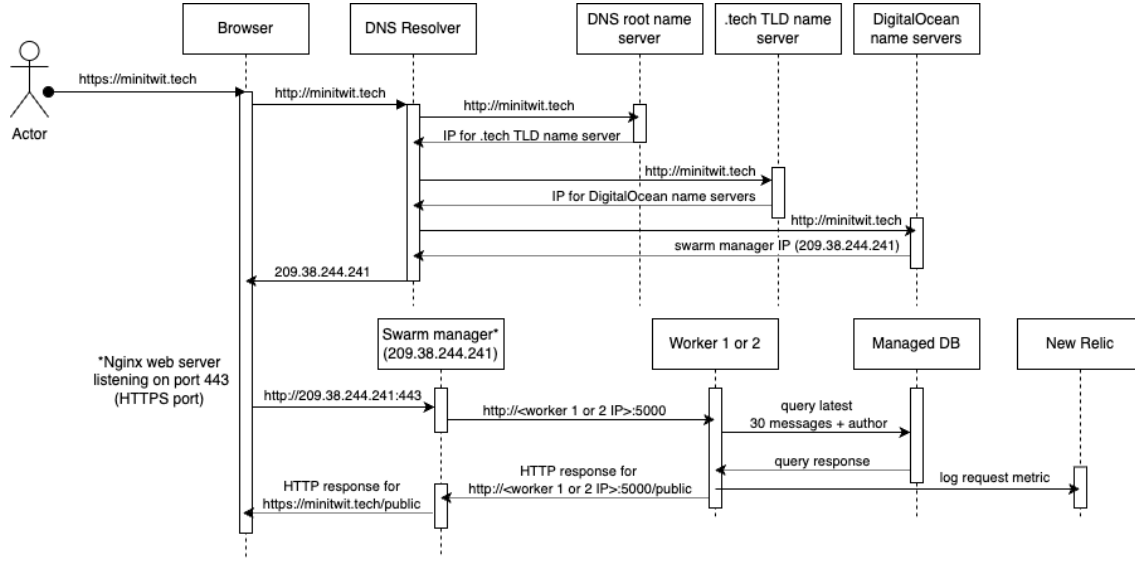 Browser
DNS Resolver
DNS root name
server
.tech TLD name
server
DigitalOcean
name servers
Actor
https://minitwit.tech
http://minitwit.tech
http://minitwit.tech
IP for .tech TLD name server
http://minitwit.tech
IP for DigitalOcean name servers
http://minitwit.tech
swarm manager IP (209.38.244.241)
209.38.244.241
Swarm manager*
(209.38.244.241)
Worker 1 or 2
Managed DB
New Relic
*Nginx web server
listening on port 443
(HTTPS port)
http://209.38.244.241:443
http://<worker 1 or 2 IP>:5000
query latest
30 messages + author
query response
HTTP response for
http://<worker 1 or 2 IP>:5000/public
log request metric
HTTP response for
https://minitwit.tech/public